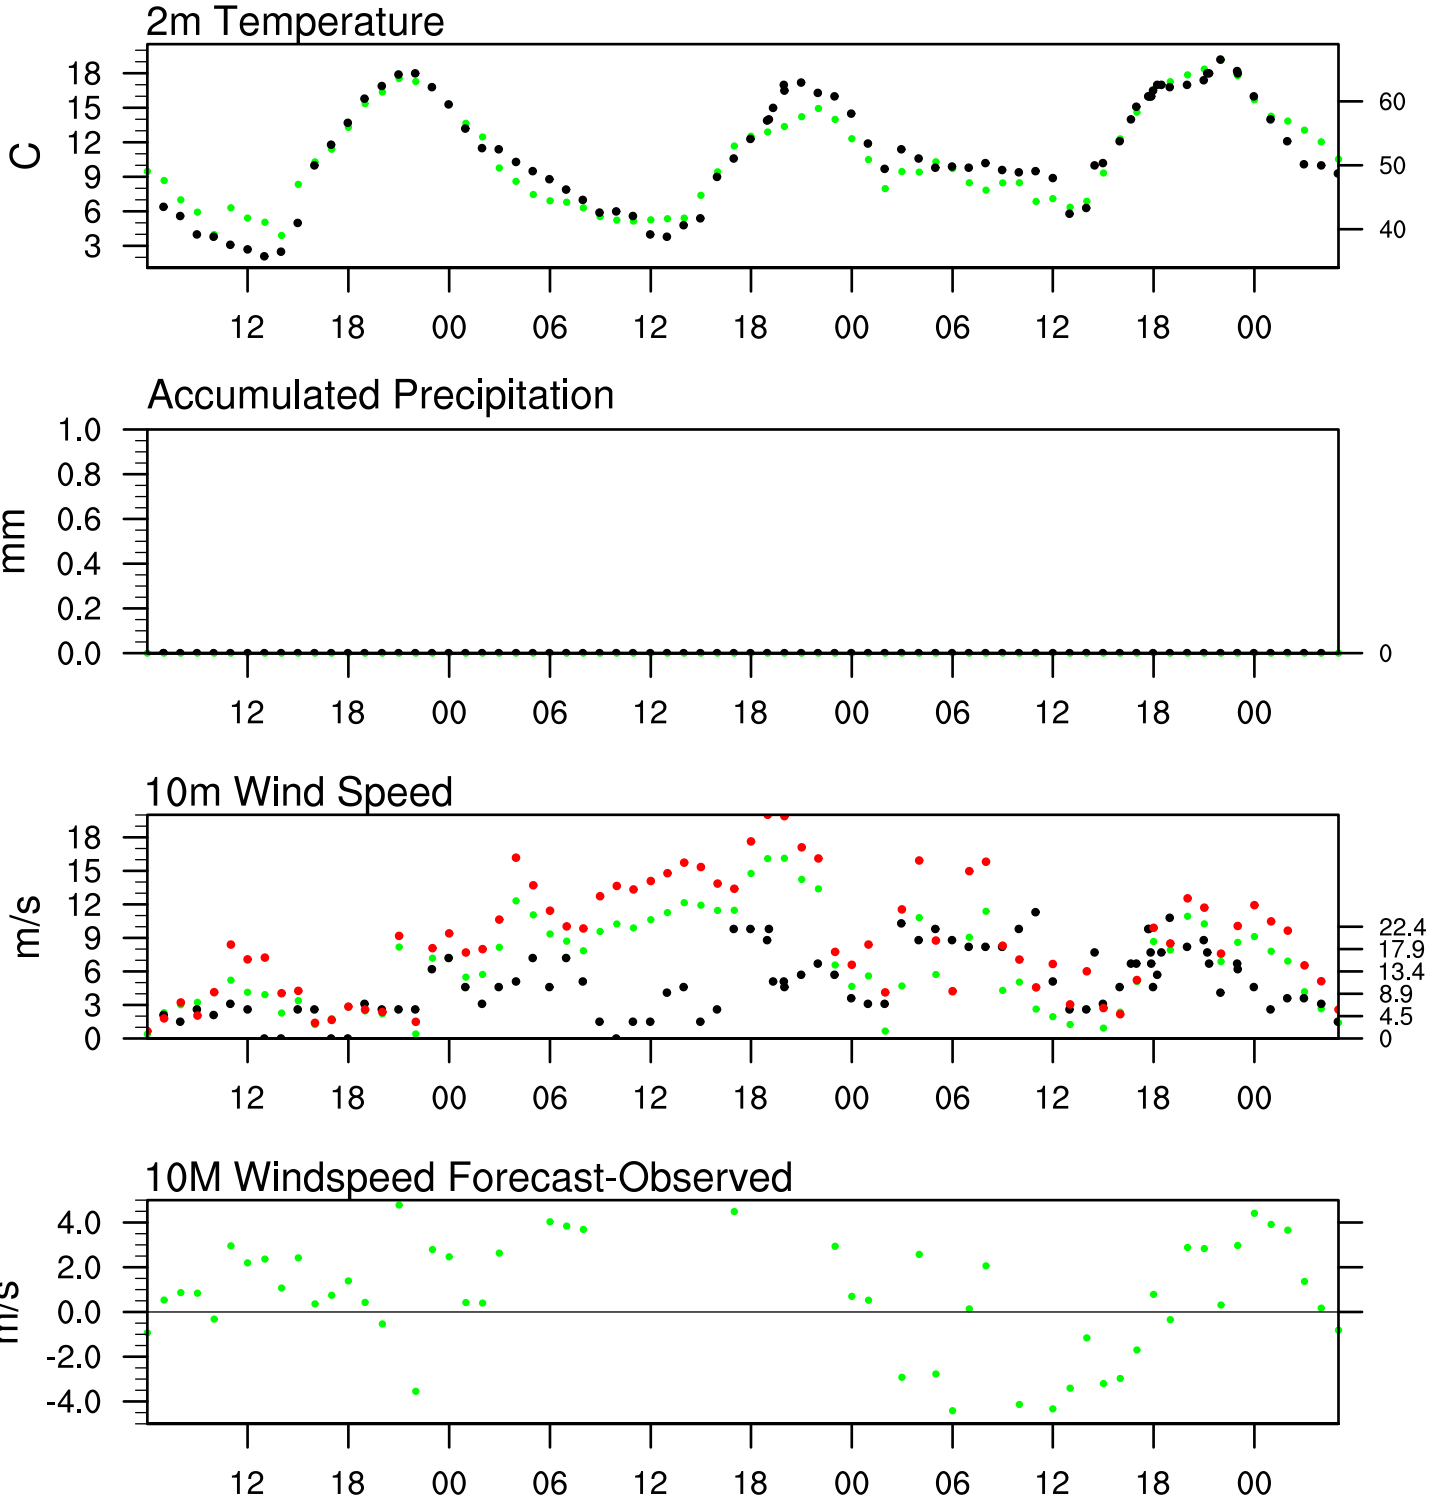 2m Temperature
18
15
12
9
6
3
C
60
50
40
12 18 00 06 12 18 00 06 12 18 00
Accumulated Precipitation
1.0
0.8
0.6
0.4
0.2
0.0
mm
0
12 18 00 06 12 18 00 06 12 18 00
10m Wind Speed
18
15
12
9
6
3
0
m/s
22.4
17.9
13.4
8.9
4.5
0
12 18 00 06 12 18 00 06 12 18 00
10M Windspeed Forecast-Observed
4.0
2.0
0.0
-2.0
-4.0
m/s
12 18 00 06 12 18 00 06 12 18 00